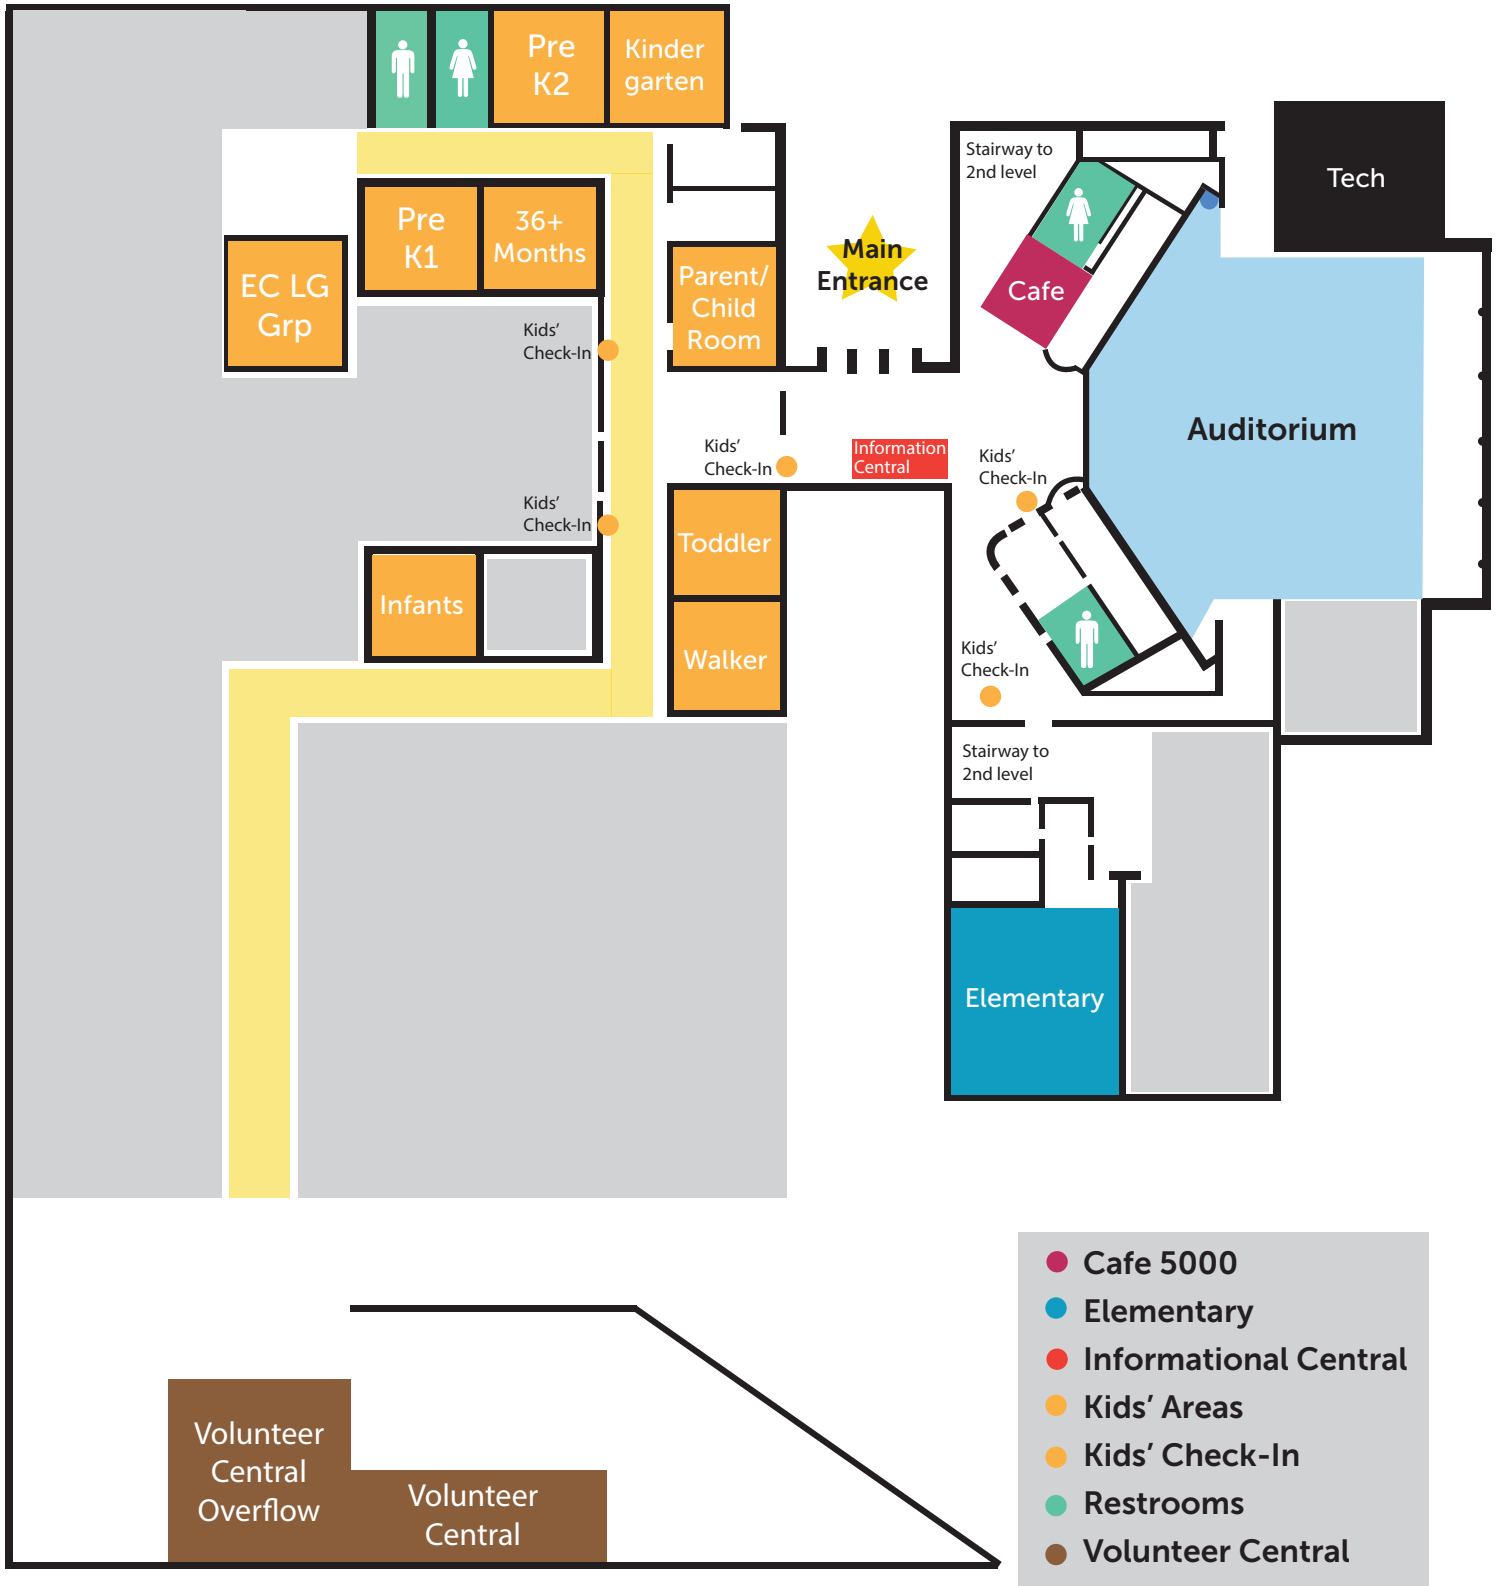 Pre
K2
Kinder
garten
Stairway to
2nd level
Tech
Pre
K1
36+
Months
EC LG
Grp
Parent/
Child
Room
Main
Entrance
Cafe
Kids'
Check-In
Auditorium
Kids'
Check-In
Information
Central
Kids'
Check-In
Kids'
Check-In
Toddler
Infants
Walker
Kids'
Check-In
Stairway to
2nd level
Elementary
Cafe 5000
Elementary
Informational Central
Kids' Areas
Kids' Check-In
Restrooms
Volunteer Central
Volunteer
Central
Overflow
Volunteer
Central